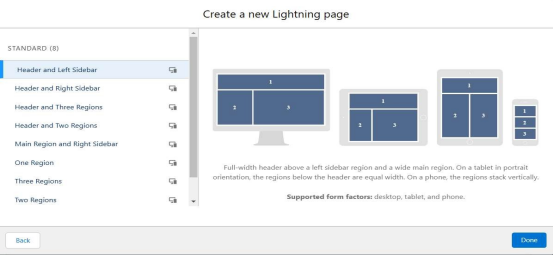 Create a new Lightning page
STANDARD (8)
Header and Left Sidebar
Header and Right Sidebar
Header and Three Regions
Header and Two Regions
Main Region and Right Sidebar
One Region
Three Regions
Two Regions
1
2 3
1
2 3
1
2 3
1
2
3
Full-width header above a left sidebar region and a wide main region. On a tablet in portrait
orientation, the regions below the header are equal width. On a phone, the regions stack vertically.
Supported form factors: desktop, tablet, and phone.
Back
Done